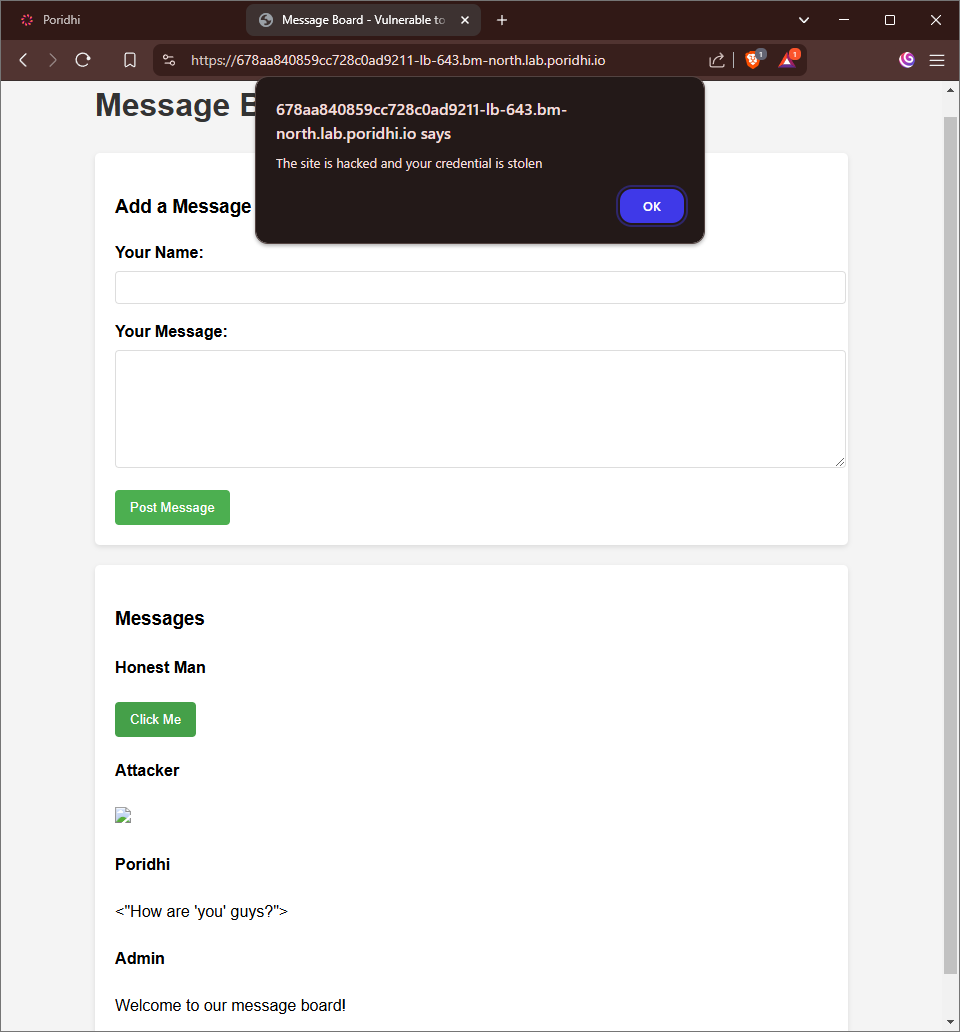 Poridhi
Message Board - Vulnerable to
https://678aa840859cc728c0ad9211-lb-643.bm-north.lab.poridhi.io
1
1
Message B
678aa840859cc728c0ad9211-lb-643.bm-
north.lab.poridhi.io says
The site is hacked and your credential is stolen
OK
Add a Message
Your Name:
Your Message:
Post Message
Messages
Honest Man
Click Me
Attacker
Poridhi
<"How are 'you' guys?">
Admin
Welcome to our message board!